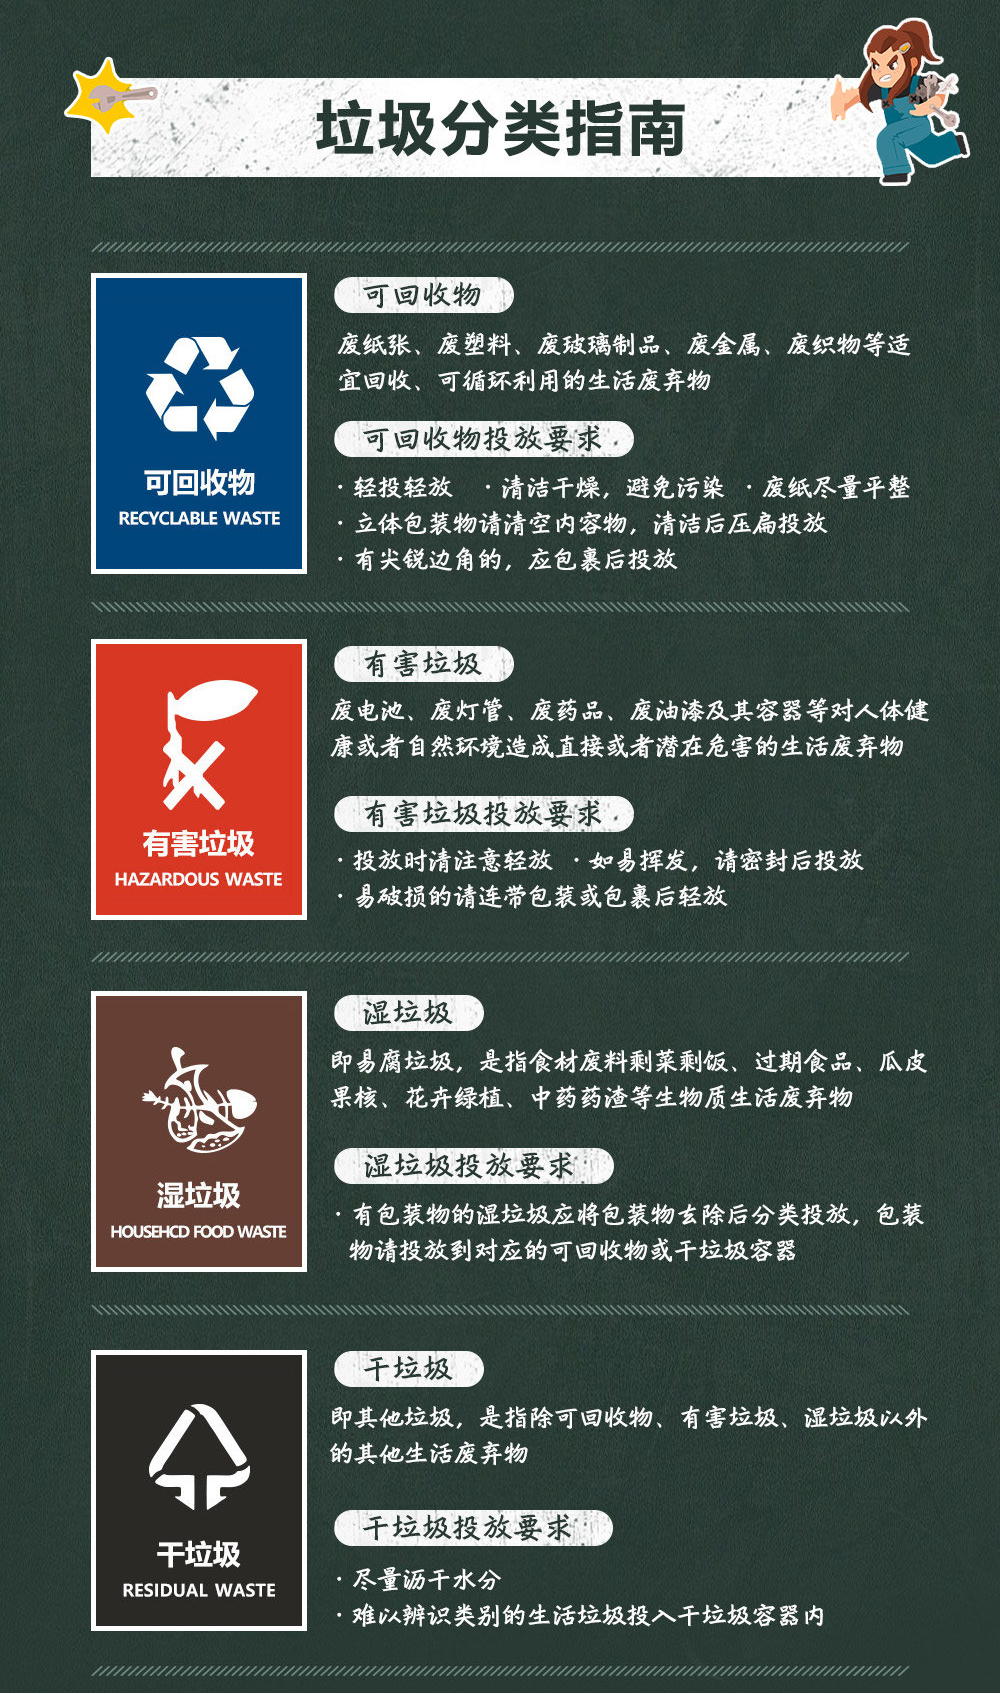 垃圾分类指南
可回收物
RECYCLABLE WASTE
可回收物
废纸张、废塑料、废玻璃制品、废金属、废织物等适
宜回收、可循环利用的生活废弃物
可回收物投放要求
· 轻投轻放 · 清洁干燥，避免污染 · 废纸尽量平整
· 立体包装物请清空内容物，清洁后压扁投放
· 有尖锐边角的，应包裹后投放
有害垃圾
HAZARDOUS WASTE
有害垃圾
废电池、废灯管、废药品、废油漆及其容器等对人体健
康或者自然环境造成直接或者潜在危害的生活废弃物
有害垃圾投放要求
· 投放时请注意轻放 · 如易挥发，请密封后投放
· 易破损的请连带包装或包裹后轻放
湿垃圾
HOUSEHCD FOOD WASTE
湿垃圾
即易腐垃圾，是指食材废料剩菜剩饭、过期食品、瓜皮
果核、花卉绿植、中药药渣等生物质生活废弃物
湿垃圾投放要求
· 有包装物的湿垃圾应将包装物去除后分类投放，包装
物请投放到对应的可回收物或干垃圾容器
干垃圾
RESIDUAL WASTE
干垃圾
即其他垃圾，是指除可回收物、有害垃圾、湿垃圾以外
的其他生活废弃物
干垃圾投放要求
· 尽量沥干水分
· 难以辨识类别的生活垃圾投入干垃圾容器内